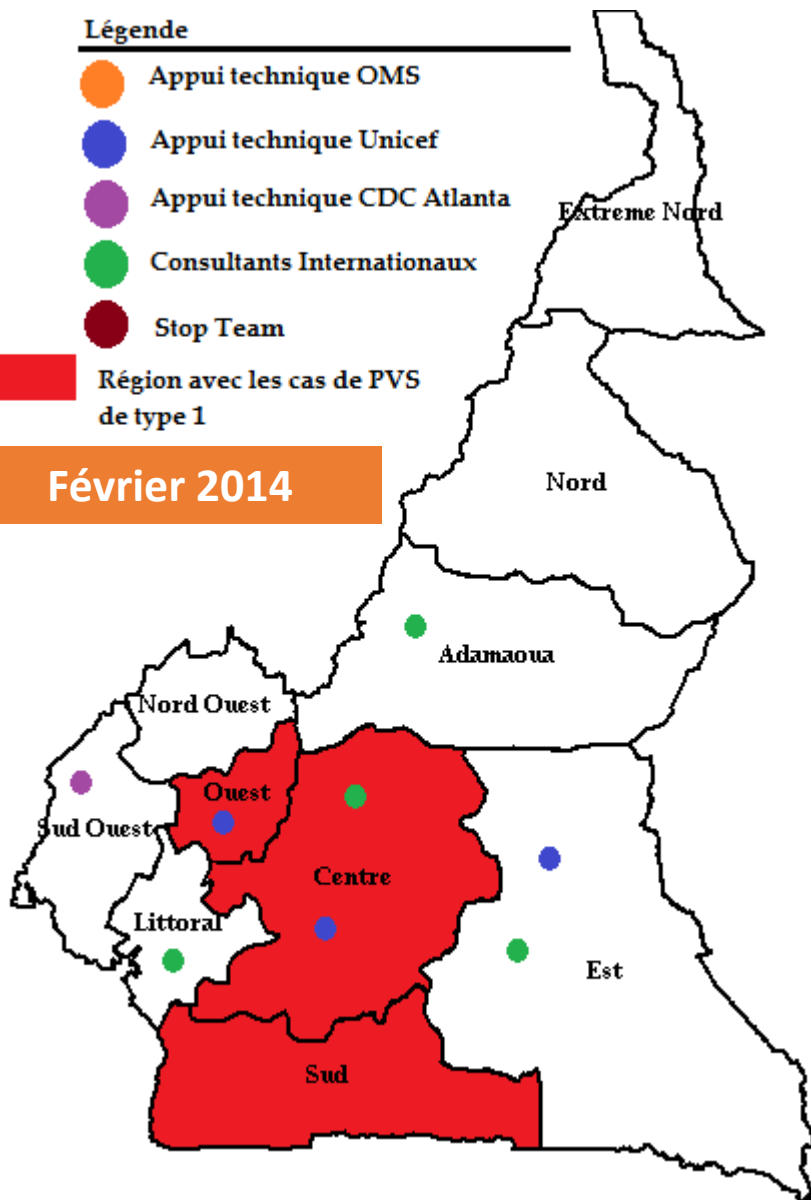 Légende
Appui technique OMS
Appui technique Unicef
Appui technique CDC Atlanta
Consultants Internationaux
Stop Team
Région avec les cas de PVS
de type 1
Février 2014
Extreme Nord
Nord
Adamaoua
Nord Ouest
Ouest
Sud Ouest
Centre
Littoral
Est
Sud